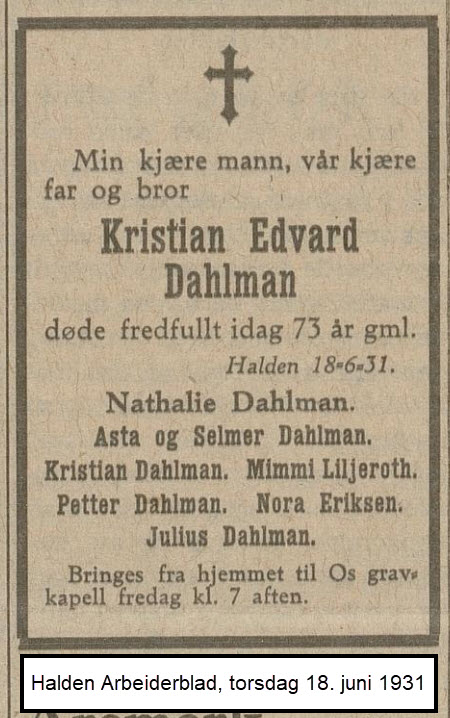 Min kjære mann, vår kjære
far og bror
Kristian Edvard
Dahlman
døde fredfullt idag 73 år gml.
Halden 18-6-31.
Nathalie Dahlman.
Asta og Selmer Dahlman.
Kristian Dahlman. Mimmi Liljeroth.
Petter Dahlman. Nora Eriksen.
Julius Dahlman.
Bringes fra hjemmet til Os grav-
kapell fredag kl. 7 aften.
Halden Arbeiderblad, torsdag 18. juni 1931